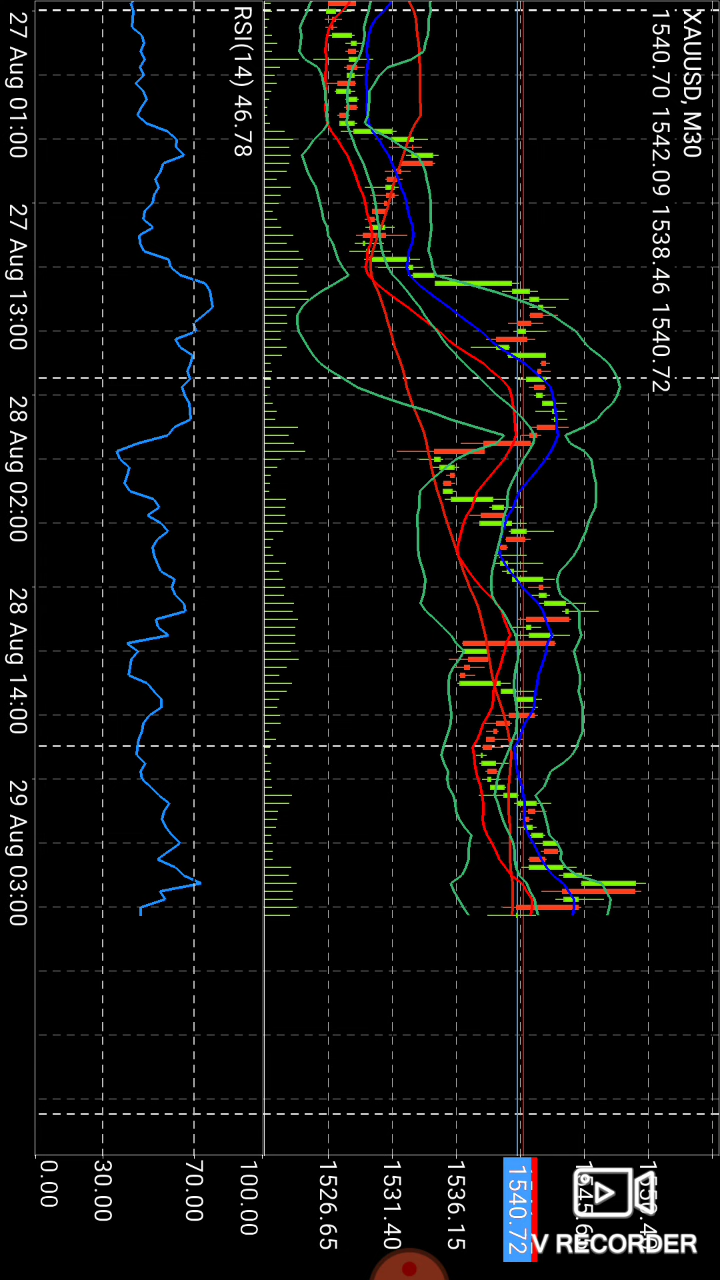 XAUUSD, M30
1540.70 1542.09 1538.46 1540.72
1540.72
1536.15
1531.40
1526.65
RSI(14) 46.78
100.00
70.00
30.00
0.00
27 Aug 01:00
27 Aug 13:00
28 Aug 02:00
28 Aug 14:00
29 Aug 03:00
V RECORDER